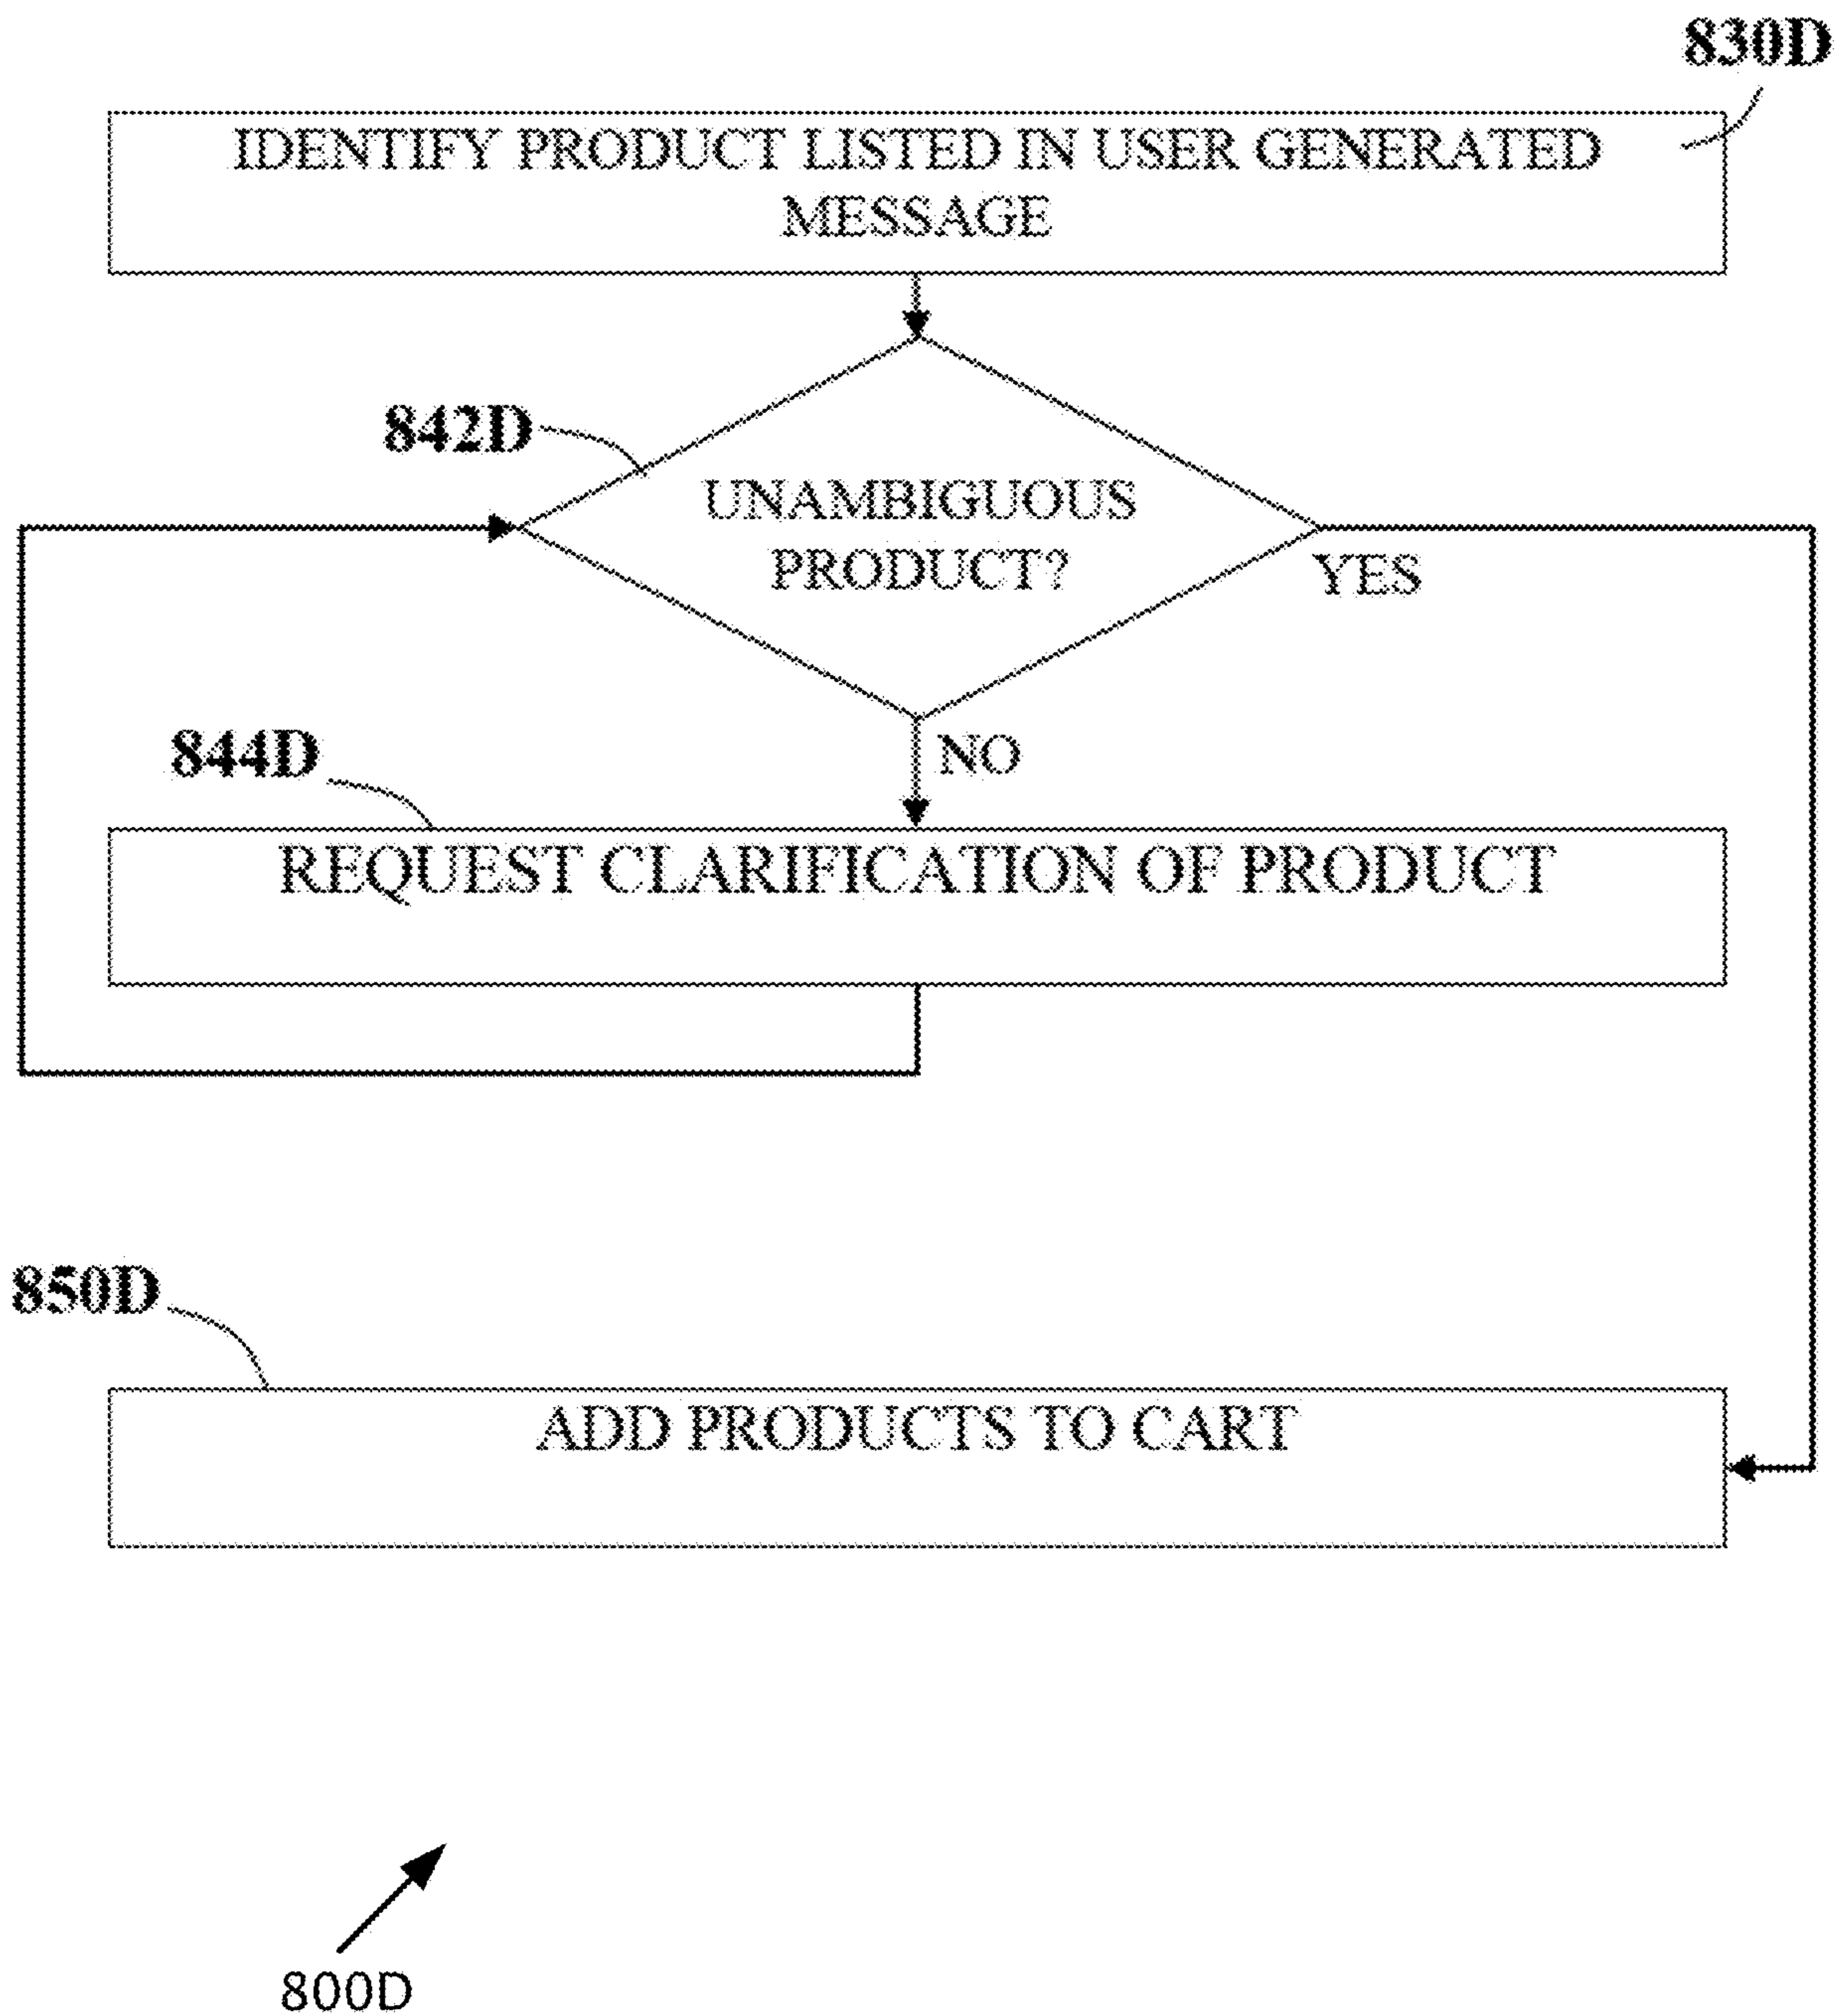 830D
IDENTIFY PRODUCT LISTED IN USER GENERATED
MESSAGE
842D
UNAMBIGUOUS
PRODUCT?
YES
844D
NO
REQUEST CLARIFICATION OF PRODUCT
850D
ADD PRODUCTS TO CART
800D